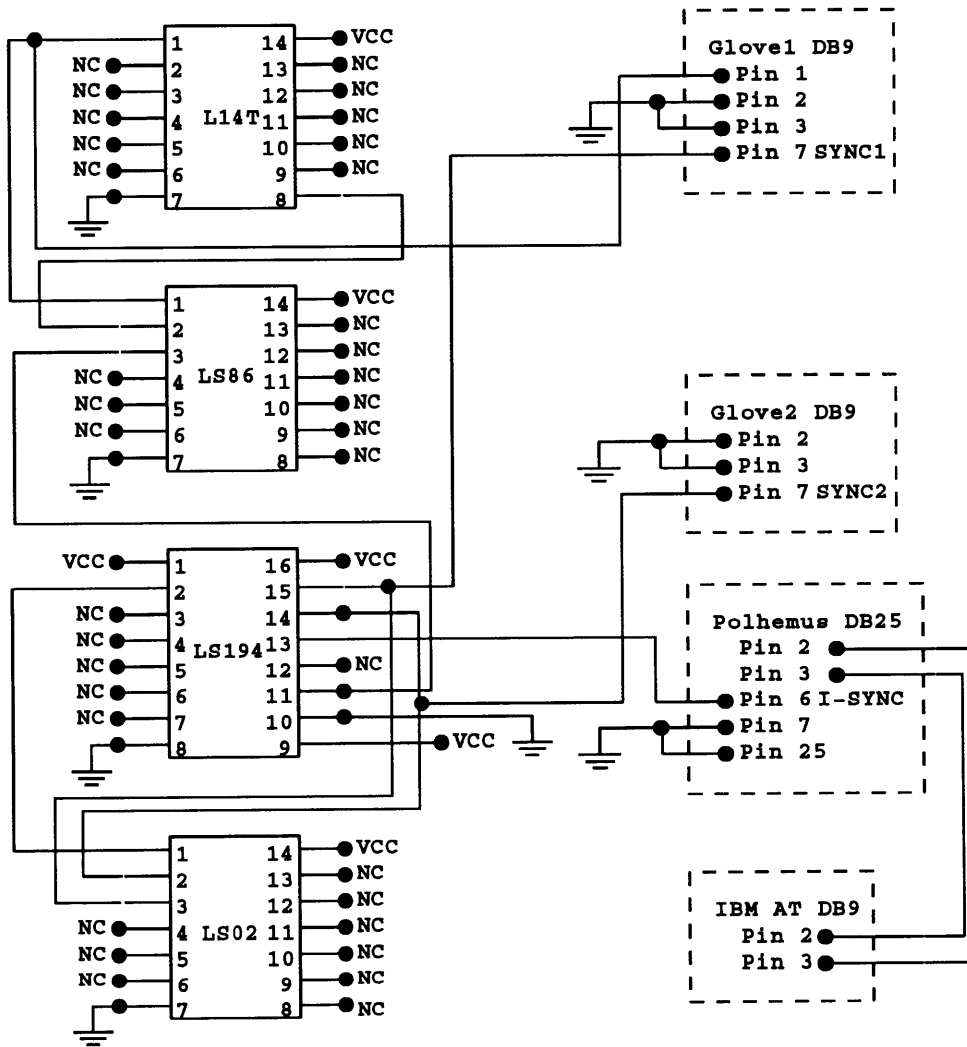 1 14 VCC
NC 2 13 NC
NC 3 12 NC
NC 4 L14T 11 NC
NC 5 10 NC
NC 6 9 NC
7 8
Glove1 DB9
Pin 1
Pin 2
Pin 3
Pin 7 SYNC1
1 14 VCC
2 13 NC
3 12 NC
NC 4 LS86 11 NC
NC 5 10 NC
NC 6 9 NC
7 8 NC
Glove2 DB9
Pin 2
Pin 3
Pin 7 SYNC2
VCC 1 16 VCC
2 15
NC 3 14
NC 4 LS194 13
NC 5 12 NC
NC 6 11
NC 7 10
8 9 VCC
Polhemus DB25
Pin 2
Pin 3
Pin 6 I-SYNC
Pin 7
Pin 25
1 14 VCC
2 13 NC
3 12 NC
NC 4 LS02 11 NC
NC 5 10 NC
NC 6 9 NC
7 8 NC
IBM AT DB9
Pin 2
Pin 3